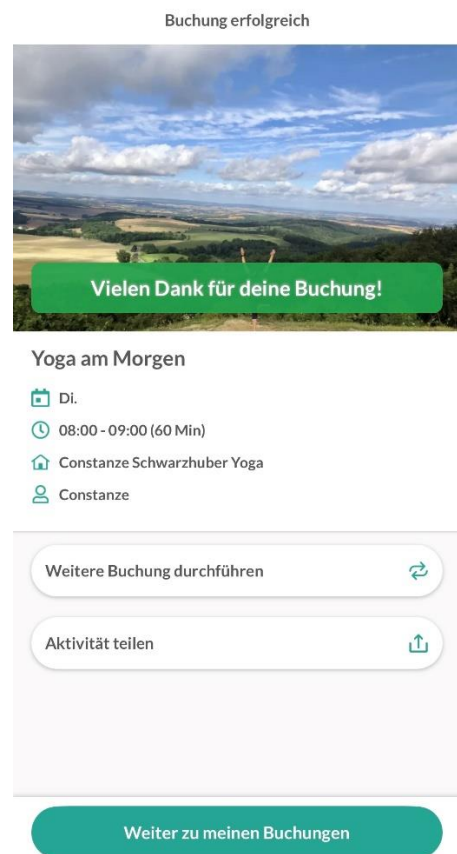 Buchung erfolgreich
Vielen Dank für deine Buchung!
Yoga am Morgen
Di.
08:00 - 09:00 (60 Min)
Constanze Schwarzhuber Yoga
Constanze
Weitere Buchung durchführen
Aktivität teilen
Weiter zu meinen Buchungen